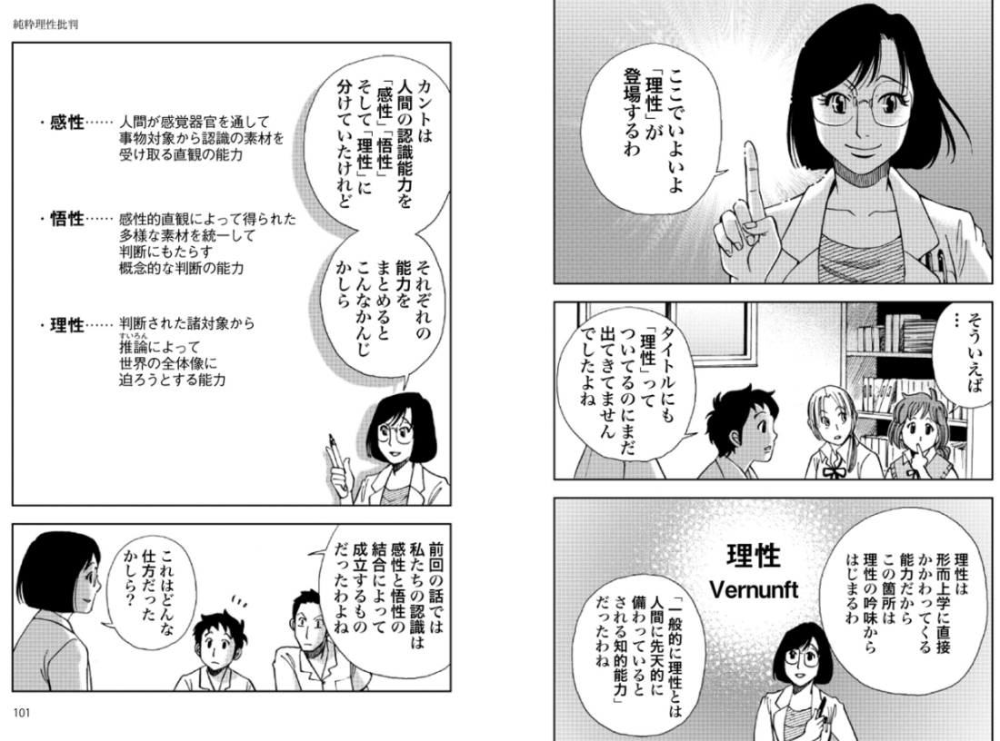 ここでいよいよ
「理性」が
登場するわ
そういえば
…
タイトルにも
「理性」って
ついてるのにまだ
出てきてません
でしたよね
理性は
形而上学に直接
かかわってくる
能力だから
この箇所は
理性の吟味から
はじまるわ
理性
Vernunft
「一般的に理性とは
人間に先天的に
備わっていると
される知的能力」
だったわね
純粋理性批判
カントは
人間の認識能力を
「感性」「悟性」
そして「理性」に
分けていたけれど
それぞれの
能力を
まとめると
こんなかんじ
かしら
・感性……人間が感覚器官を通して
事物対象から認識の素材を
受け取る直観の能力
・悟性……感性的直観によって得られた
多様な素材を統一して
判断にもたらす
概念的な判断の能力
・理性……判断された諸対象から
すいろん
推論によって
世界の全体像に
迫ろうとする能力
前回の話では
私たちの認識は
感性と悟性の
結合によって
成立するもの
だったわよね
これはどんな
仕方だった
かしら？
101